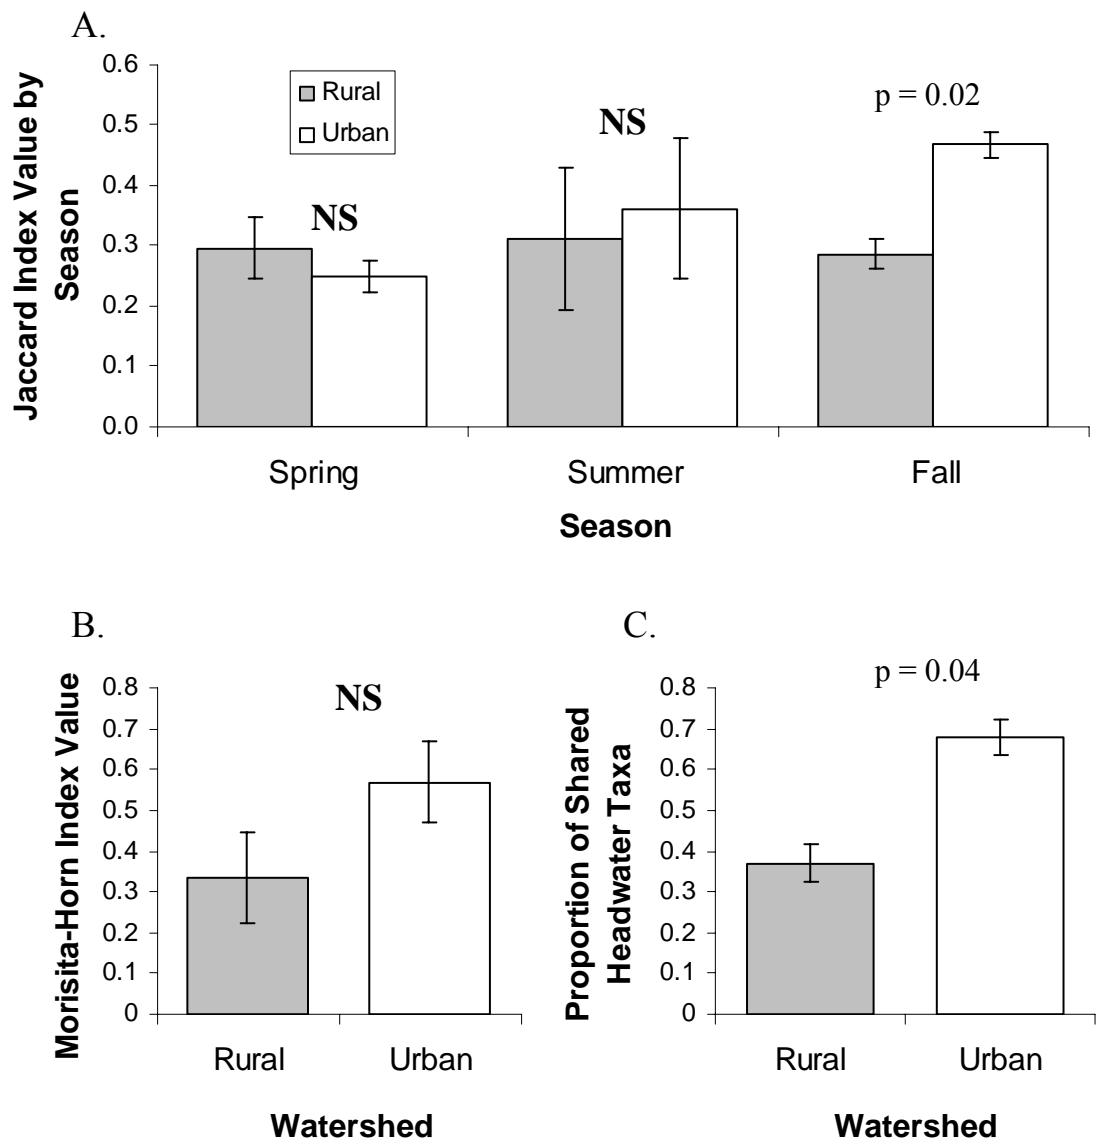 A.
Jaccard Index Value by
Season
0.6
0.5
0.4
0.3
0.2
0.1
0.0
Rural
Urban
NS
NS
p = 0.02
Spring
Summer
Fall
Season
B.
Morisita-Horn Index Value
0.8
0.7
0.6
0.5
0.4
0.3
0.2
0.1
0
NS
Rural
Urban
Watershed
C.
Proportion of Shared
Headwater Taxa
0.8
0.7
0.6
0.5
0.4
0.3
0.2
0.1
0
p = 0.04
Rural
Urban
Watershed